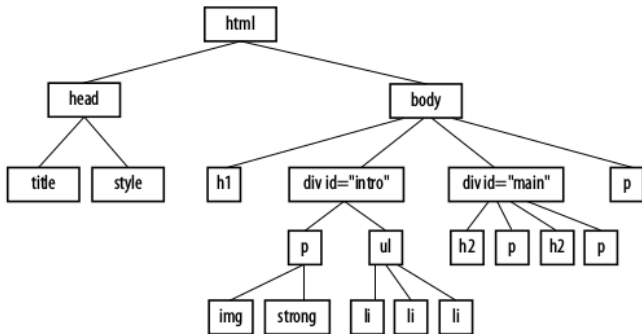 html
head
body
title
style
h1
div id="intro"
div id="main"
p
p
ul
h2
p
h2
p
img
strong
li
li
li